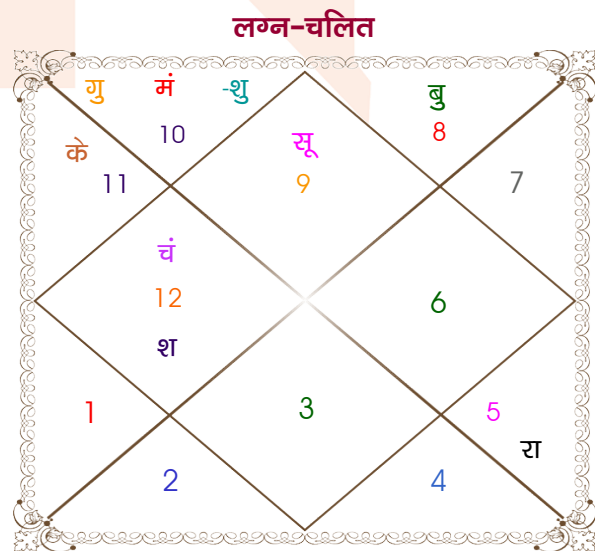 लग्न-चलित
गु मं -शु बु
10 8
के सू
11 9 7
चं
12 6
श
1 3 5
रा
2 4